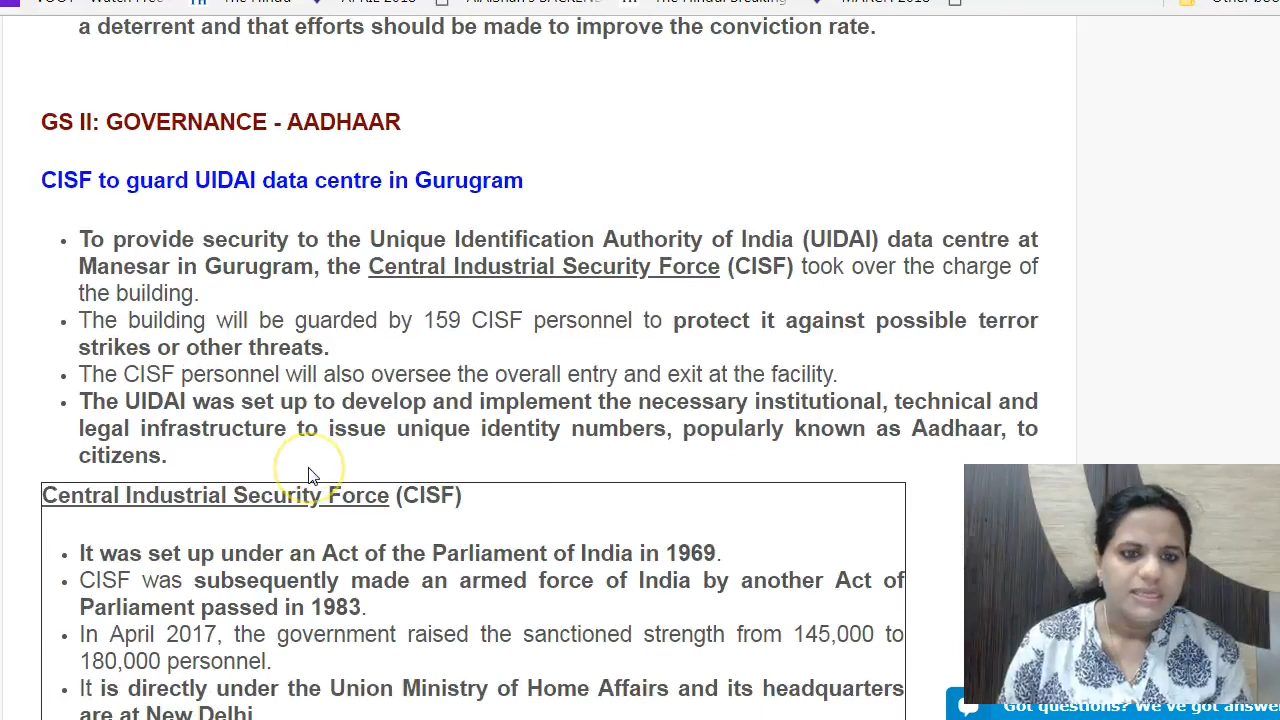 a deterrent and that efforts should be made to improve the conviction rate.
GS II: GOVERNANCE - AADHAAR
CISF to guard UIDAI data centre in Gurugram
• To provide security to the Unique Identification Authority of India (UIDAI) data centre at
Manesar in Gurugram, the Central Industrial Security Force (CISF) took over the charge of
the building.
• The building will be guarded by 159 CISF personnel to protect it against possible terror
strikes or other threats.
• The CISF personnel will also oversee the overall entry and exit at the facility.
• The UIDAI was set up to develop and implement the necessary institutional, technical and
legal infrastructure to issue unique identity numbers, popularly known as Aadhaar, to
citizens.
Central Industrial Security Force (CISF)
• It was set up under an Act of the Parliament of India in 1969.
• CISF was subsequently made an armed force of India by another Act of
Parliament passed in 1983.
• In April 2017, the government raised the sanctioned strength from 145,000 to
180,000 personnel.
• It is directly under the Union Ministry of Home Affairs and its headquarters
are at New Delhi
Got questions? We've got answe